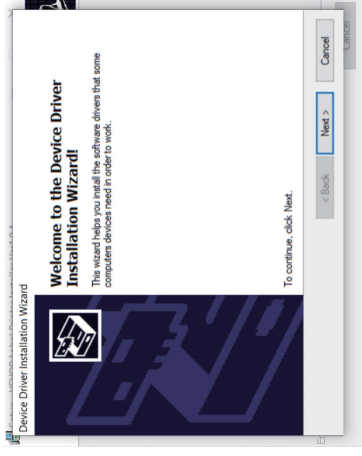 Device Driver Installation Wizard
Welcome to the Device Driver
Installation Wizard!
This wizard helps you install the software drivers that some
computers devices need in order to work.
To continue, click Next.
< Back
Next >
Cancel
Cancel